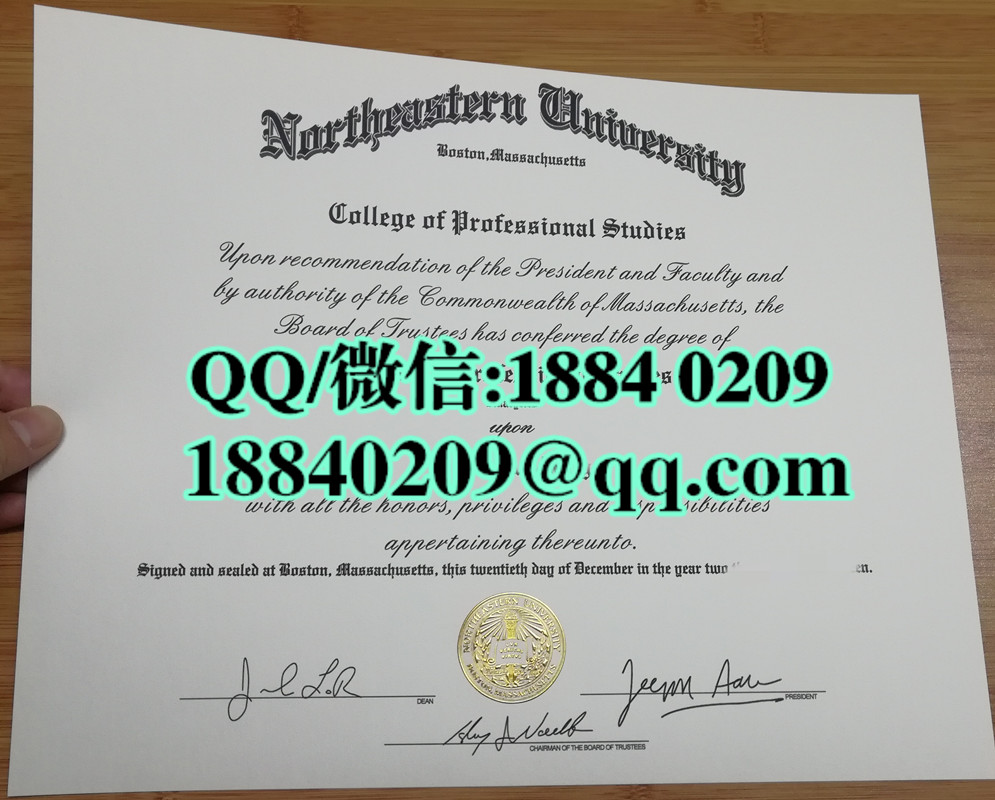 Northeastern University
Boston,Massachusetts
College of Professional Studies
Upon recommendation of the President and Faculty and
by authority of the Commonwealth of Massachusetts, the
Board of Trustees has conferred the degree of
QQ/微信:1884 0209
upon
18840209@qq.com
with all the honors, privileges and responsibilities
appertaining thereunto.
Signed and sealed at Boston, Massachusetts, this twentieth day of December in the year two
NORTHEASTERN UNIVERSITY
DEAN
PRESIDENT
CHAIRMAN OF THE BOARD OF TRUSTEES